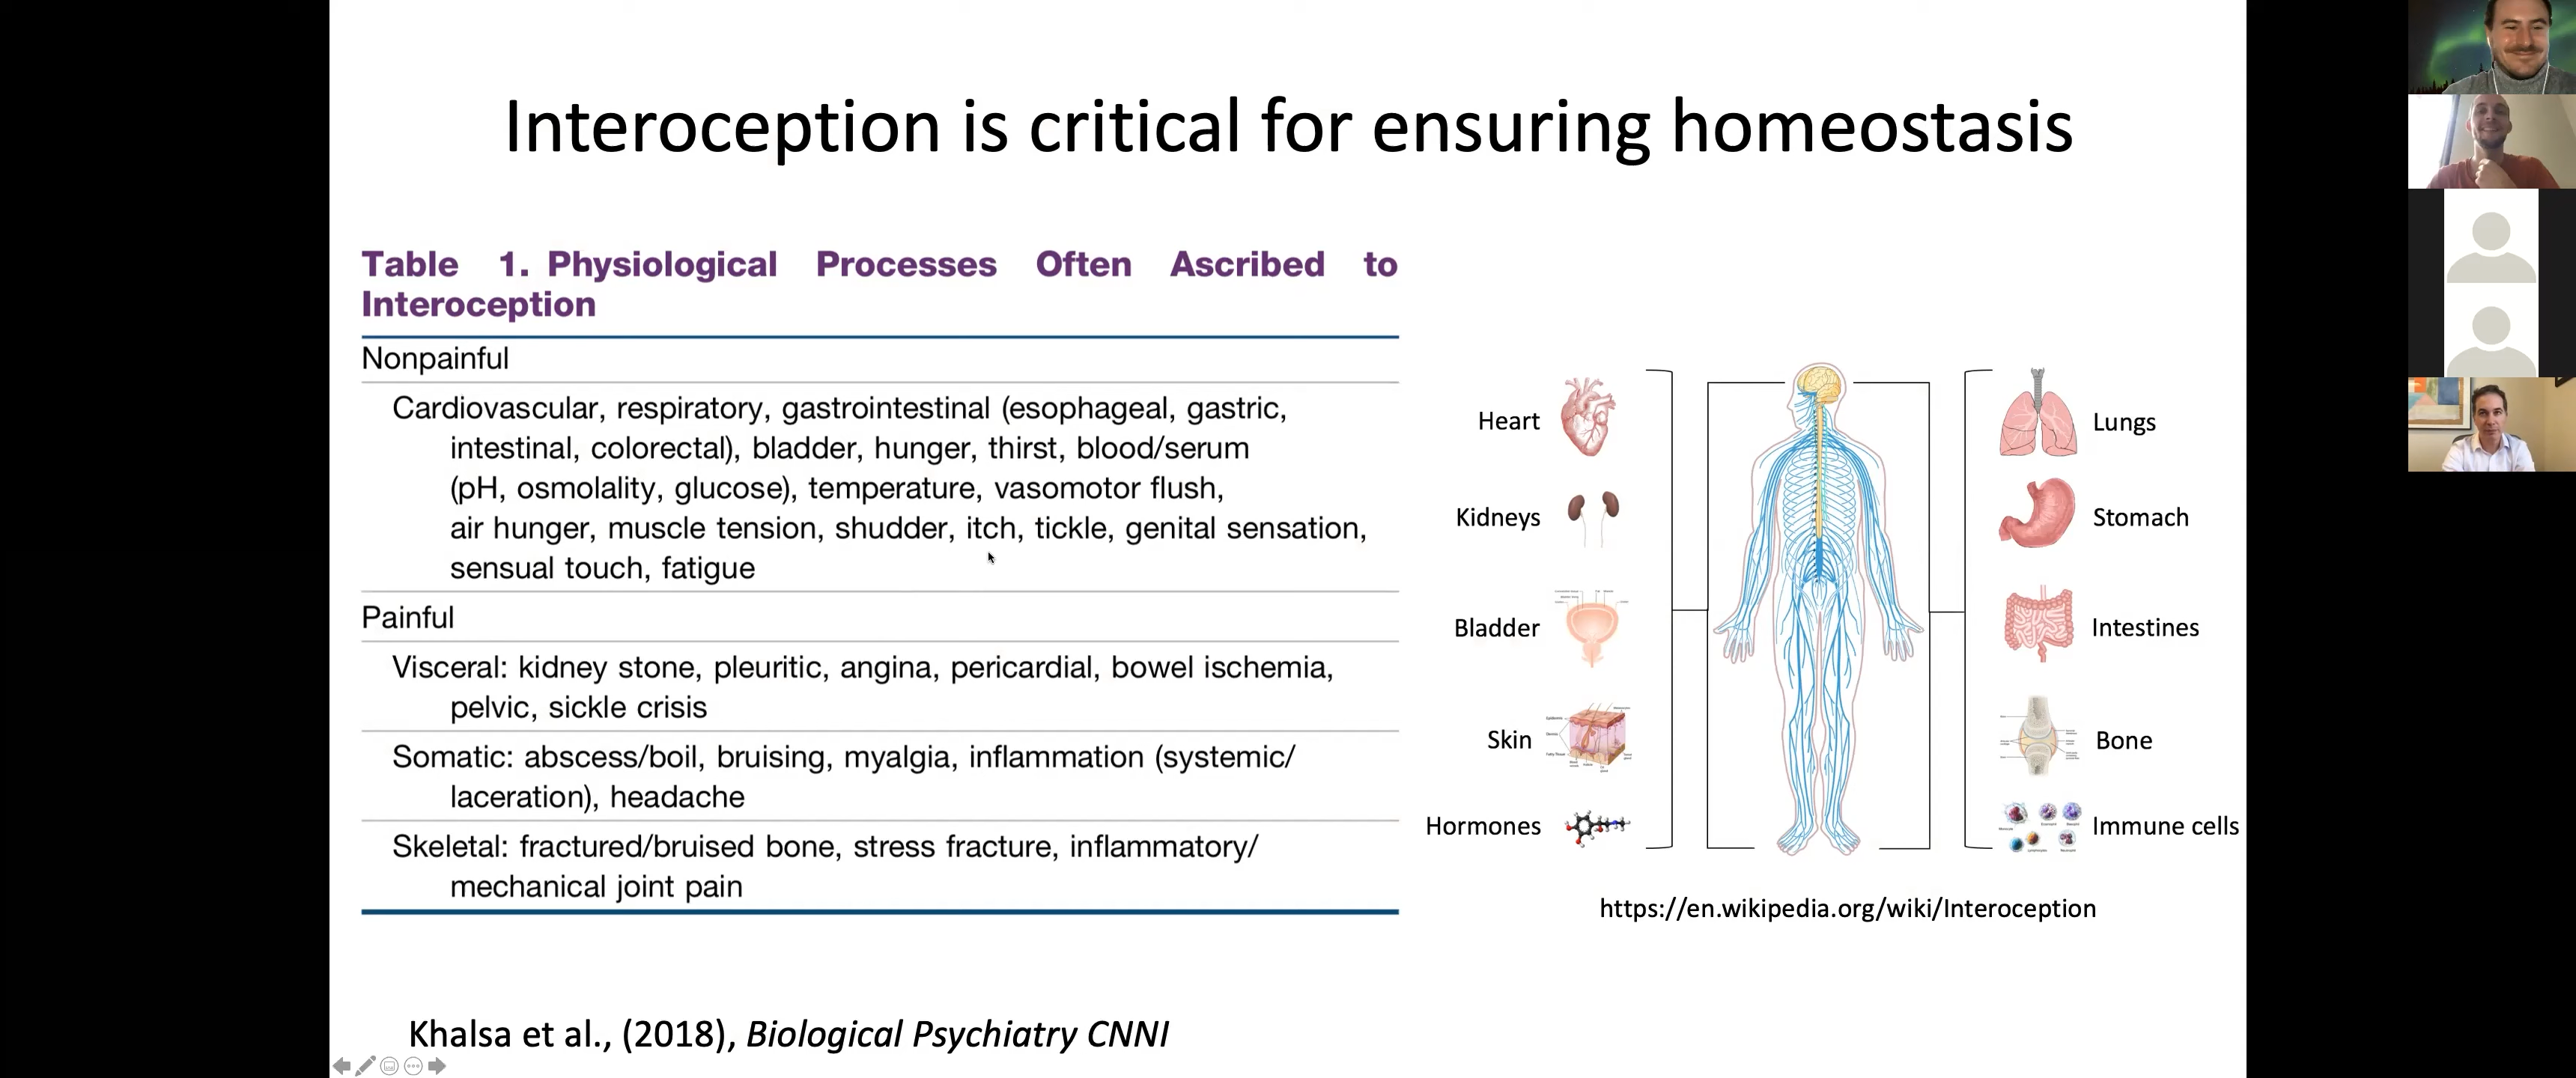 Interoception is critical for ensuring homeostasis
Table 1. Physiological Processes Often Ascribed to
Interoception
Nonpainful
Cardiovascular, respiratory, gastrointestinal (esophageal, gastric,
intestinal, colorectal), bladder, hunger, thirst, blood/serum
(pH, osmolality, glucose), temperature, vasomotor flush,
air hunger, muscle tension, shudder, itch, tickle, genital sensation,
sensual touch, fatigue
Painful
Visceral: kidney stone, pleuritic, angina, pericardial, bowel ischemia,
pelvic, sickle crisis
Somatic: abscess/boil, bruising, myalgia, inflammation (systemic/
laceration), headache
Skeletal: fractured/bruised bone, stress fracture, inflammatory/
mechanical joint pain
Khalsa et al., (2018), Biological Psychiatry CNNI
Heart
Kidneys
Bladder
Skin
Hormones
Lungs
Stomach
Intestines
Bone
Immune cells
https://en.wikipedia.org/wiki/Interoception